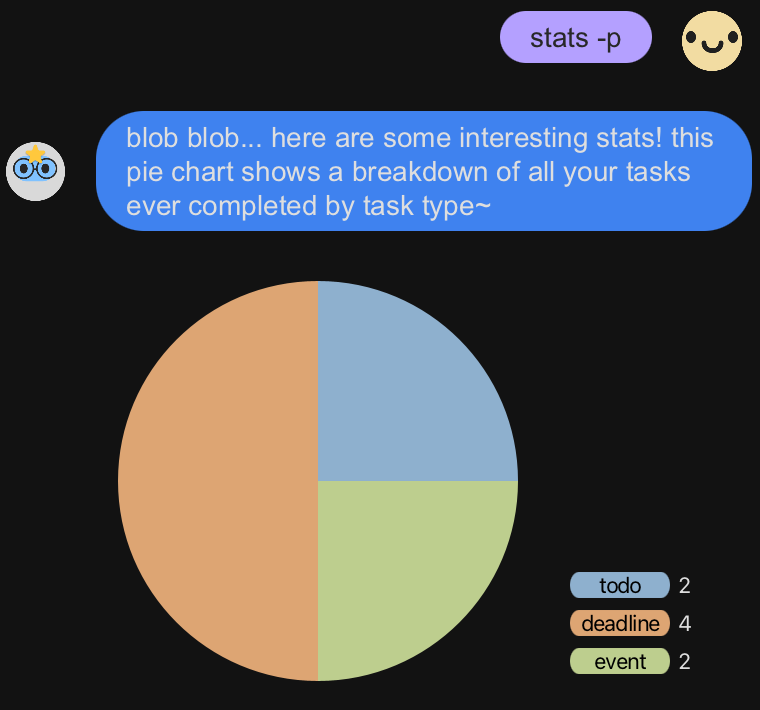 stats -p
blob blob... here are some interesting stats! this
pie chart shows a breakdown of all your tasks
ever completed by task type~
todo 2
deadline 4
event 2